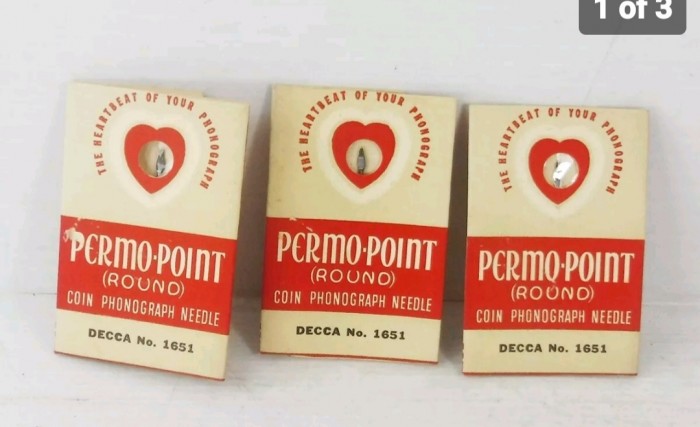 1 of 3
THE HEARTBEAT OF YOUR PHONOGRAPH
PERMO·POINT
(ROUND)
COIN PHONOGRAPH NEEDLE
DECCA No. 1651
THE HEARTBEAT OF YOUR PHONOGRAPH
PERMO·POINT
(ROUND)
COIN PHONOGRAPH NEEDLE
DECCA No. 1651
THE HEARTBEAT OF YOUR PHONOGRAPH
PERMO·POINT
(ROUND)
COIN PHONOGRAPH NEEDLE
DECCA No. 1651